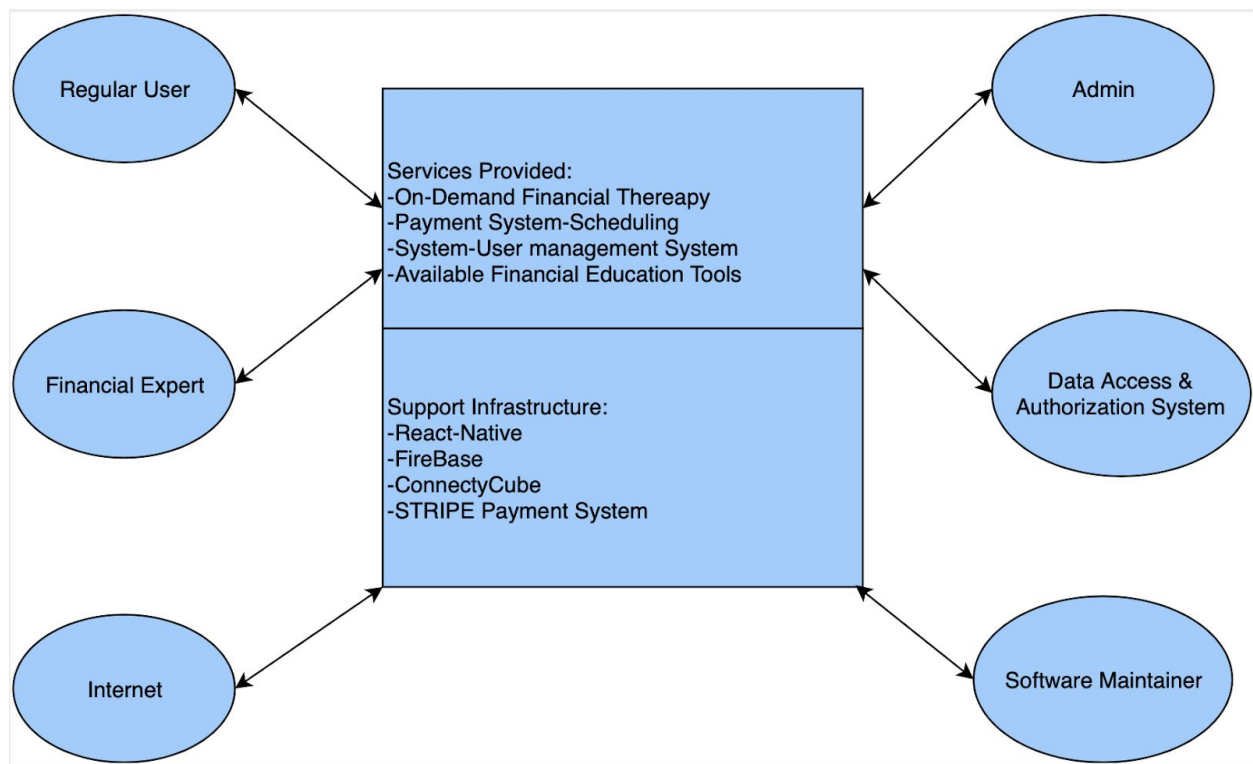 Regular User
Admin
Services Provided:
-On-Demand Financial Thereapy
-Payment System-Scheduling
-System-User management System
-Available Financial Education Tools
Financial Expert
Data Access &
Authorization System
Support Infrastructure:
-React-Native
-FireBase
-ConnectyCube
-STRIPE Payment System
Internet
Software Maintainer